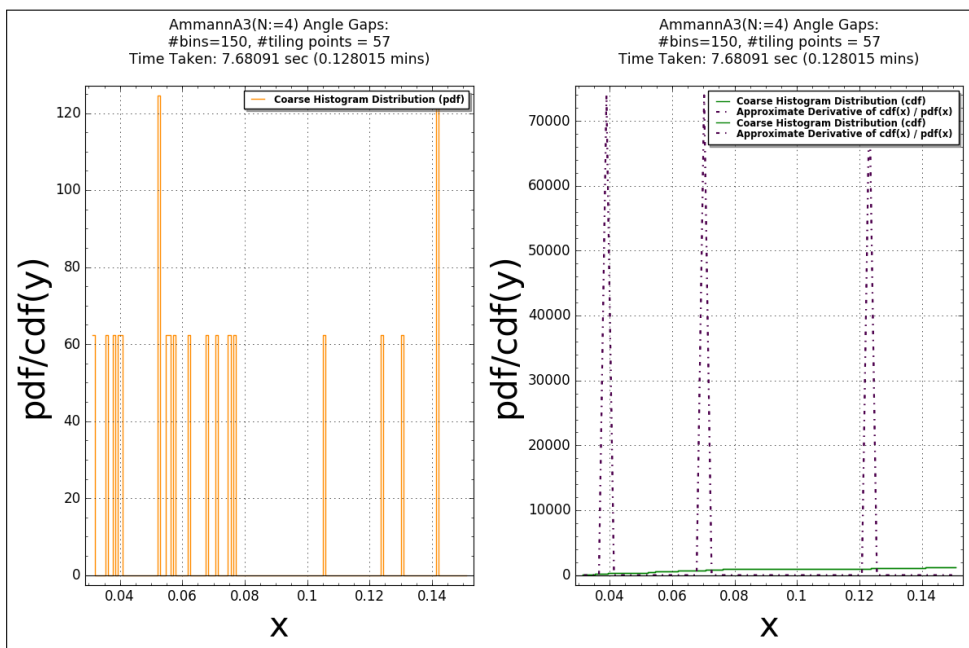 AmmannA3(N:=4) Angle Gaps:
#bins=150, #tiling points = 57
Time Taken: 7.68091 sec (0.128015 mins)
Coarse Histogram Distribution (pdf)
pdf/cdf(y)
120
100
80
60
40
20
0
0.04
0.06
0.08
0.1
0.12
0.14
x
AmmannA3(N:=4) Angle Gaps:
#bins=150, #tiling points = 57
Time Taken: 7.68091 sec (0.128015 mins)
Coarse Histogram Distribution (cdf)
Approximate Derivative of cdf(x) / pdf(x)
Coarse Histogram Distribution (cdf)
Approximate Derivative of cdf(x) / pdf(x)
pdf/cdf(y)
70000
60000
50000
40000
30000
20000
10000
0
0.04
0.06
0.08
0.1
0.12
0.14
x